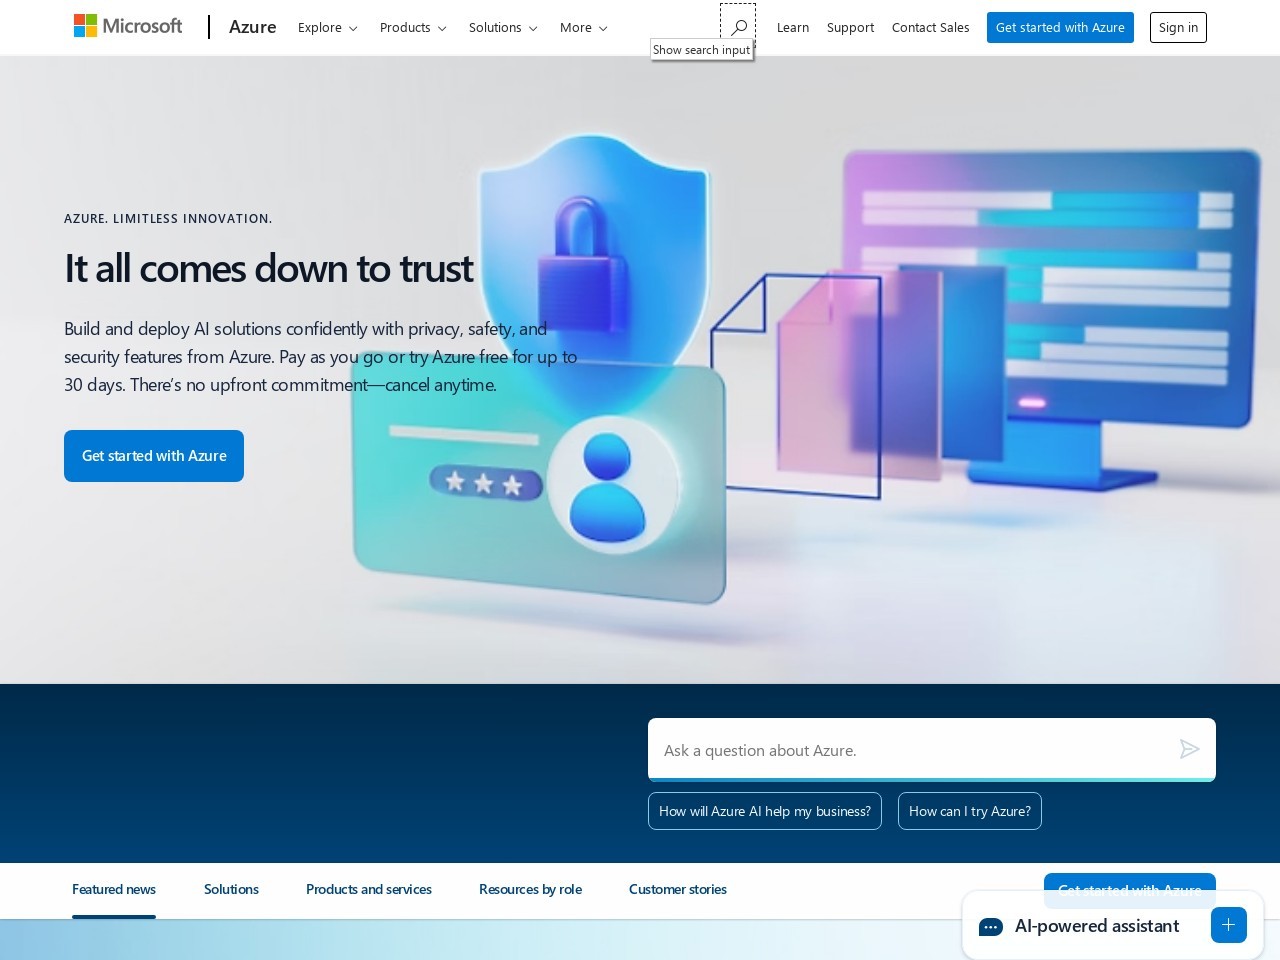 Microsoft
Azure
Explore
Products
Solutions
More
Learn
Support
Contact Sales
Get started with Azure
Sign in
Show search input
AZURE. LIMITLESS INNOVATION.
It all comes down to trust
Build and deploy AI solutions confidently with privacy, safety, and
security features from Azure. Pay as you go or try Azure free for up to
30 days. There’s no upfront commitment—cancel anytime.
Get started with Azure
Ask a question about Azure.
How will Azure AI help my business?
How can I try Azure?
Featured news
Solutions
Products and services
Resources by role
Customer stories
Get started with Azure
AI-powered assistant